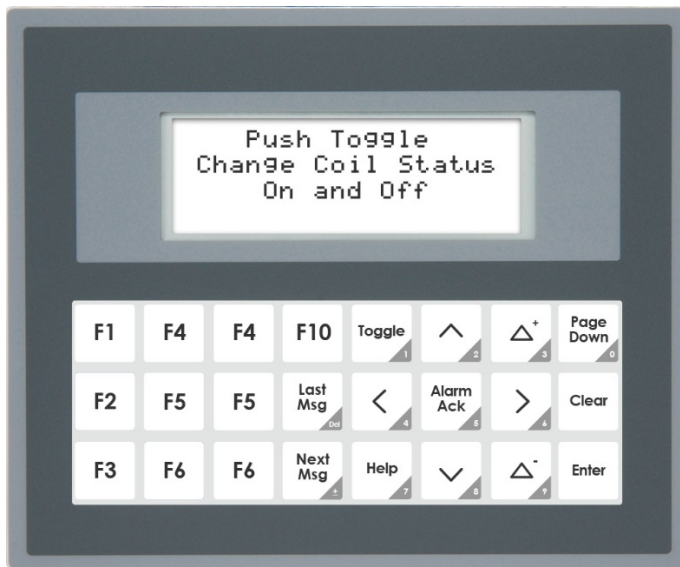 Push Toggle
Change Coil Status
On and Off
F1 F4 F4 F10 Toggle 1 2 + 3 Page Down 0
F2 F5 F5 Last Msg Del 4 Alarm Ack 5 6 Clear
F3 F6 F6 Next Msg ± Help 7 8 - 9 Enter